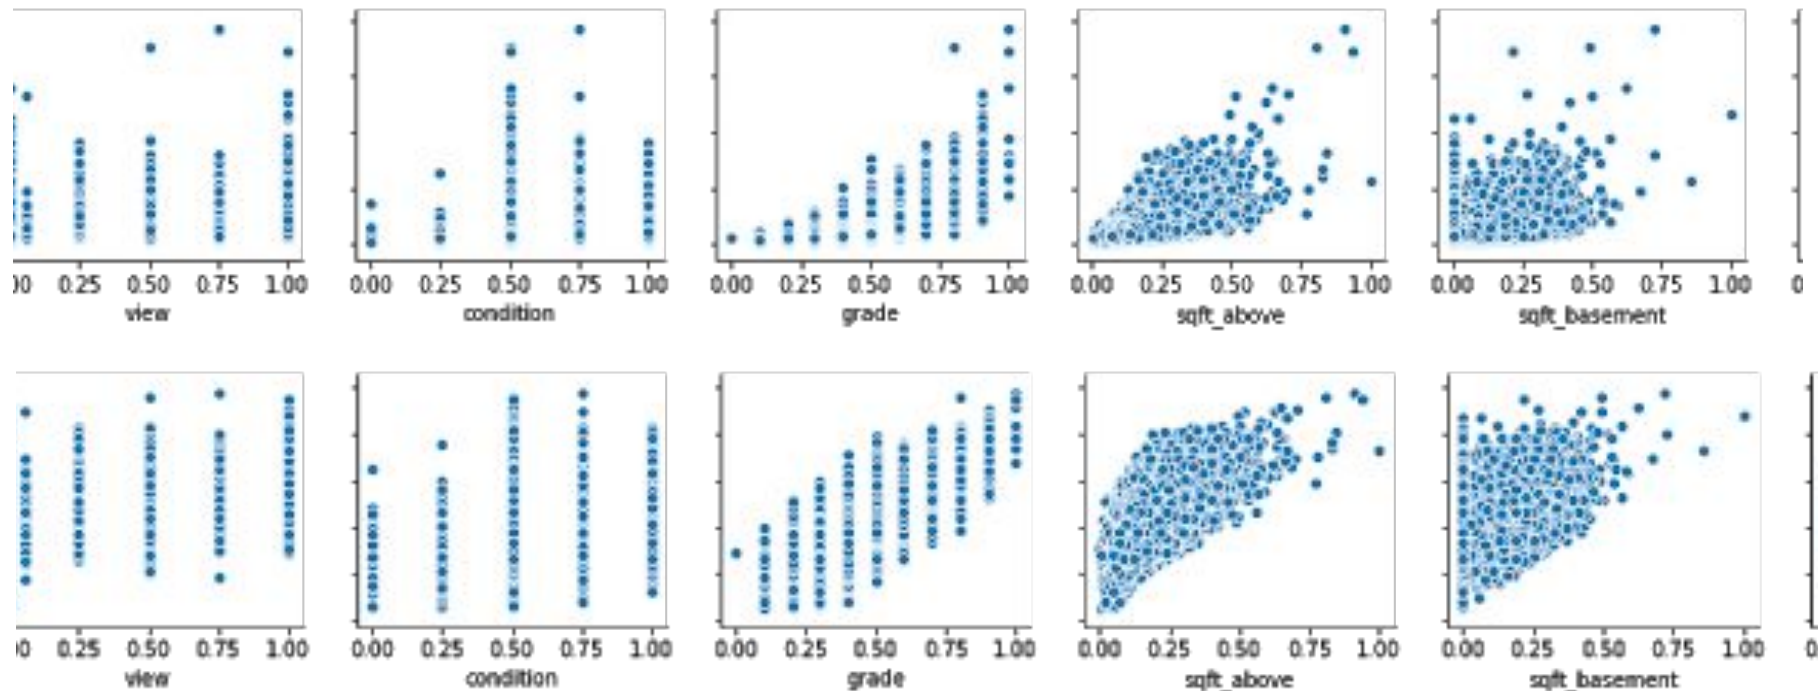 00 0.25 0.50 0.75 1.00 0.00 0.25 0.50 0.75 1.00 0.00 0.25 0.50 0.75 1.00 0.00 0.25 0.50 0.75 1.00 0.00 0.25 0.50 0.75 1.00 0
view condition grade sqft_above sqft_basement
00 0.25 0.50 0.75 1.00 0.00 0.25 0.50 0.75 1.00 0.00 0.25 0.50 0.75 1.00 0.00 0.25 0.50 0.75 1.00 0.00 0.25 0.50 0.75 1.00 0.
view condition grade sqft_above sqft_basement